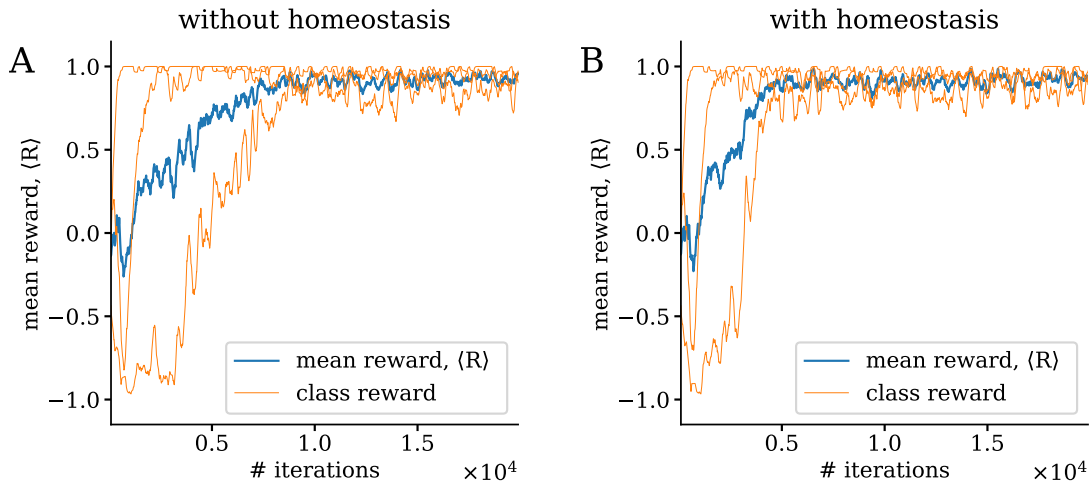 without homeostasis
A
mean reward, ⟨R⟩
1.0
0.5
0.0
−0.5
−1.0
mean reward, ⟨R⟩
class reward
0.5
1.0
1.5
# iterations
×10⁴
with homeostasis
B
mean reward, ⟨R⟩
1.0
0.5
0.0
−0.5
−1.0
mean reward, ⟨R⟩
class reward
0.5
1.0
1.5
# iterations
×10⁴